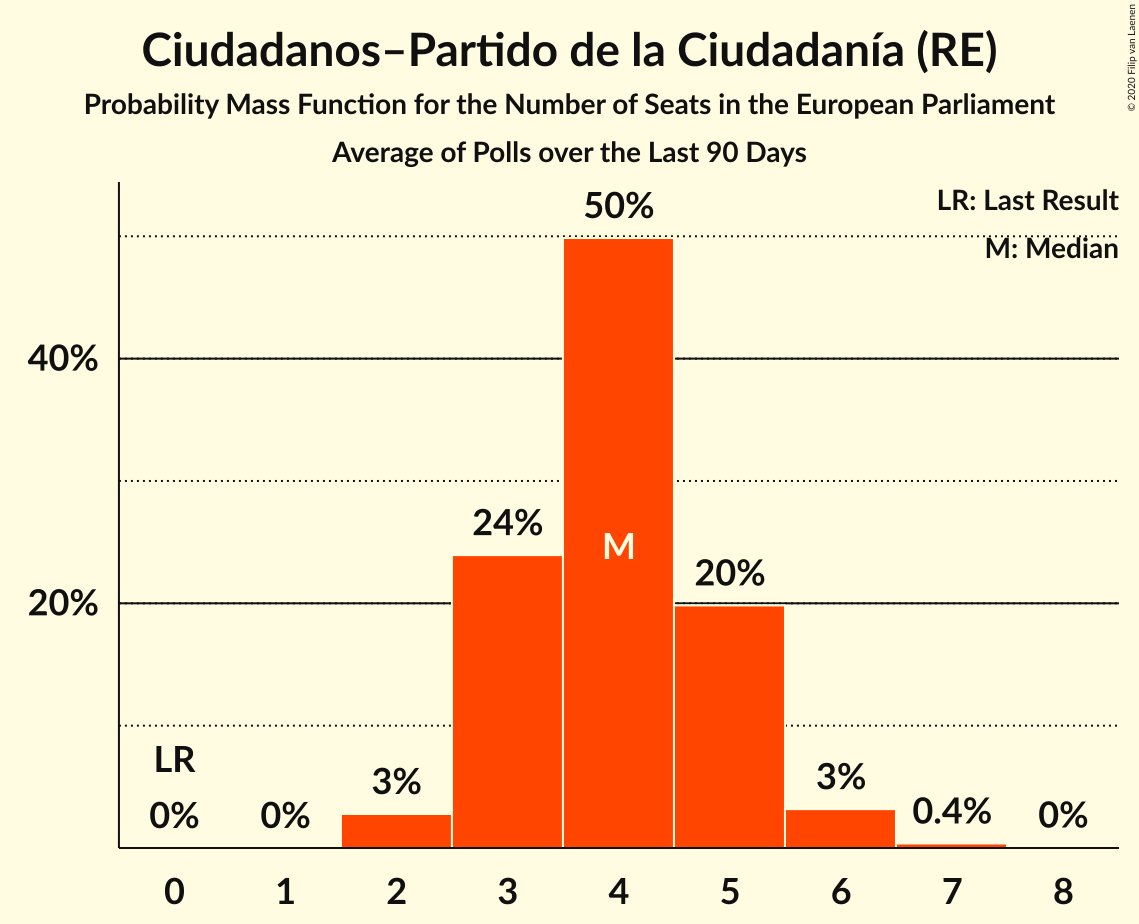 Ciudadanos–Partido de la Ciudadanía (RE)
Probability Mass Function for the Number of Seats in the European Parliament
Average of Polls over the Last 90 Days
© 2020 Filip van Laenen
LR: Last Result
M: Median
50%
40%
24%
M
20%
20%
LR
0%
0%
3%
3%
0.4%
0%
0 1 2 3 4 5 6 7 8